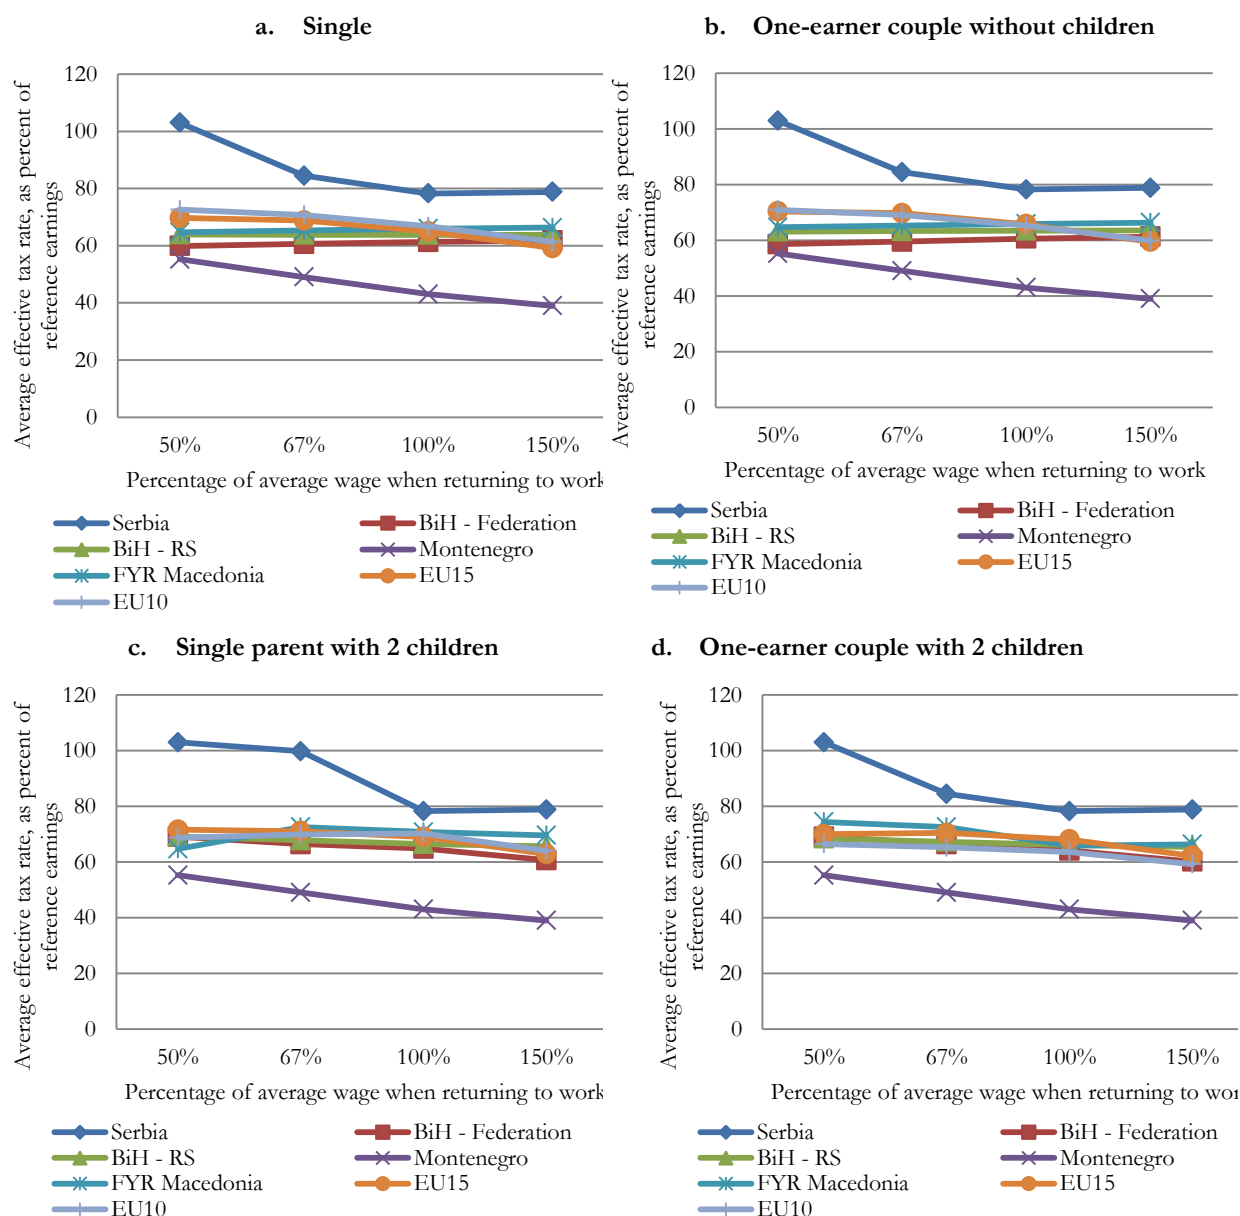 a. Single
Average effective tax rate, as percent of
reference earnings
120
100
80
60
40
20
0
50% 67% 100% 150%
Percentage of average wage when returning to work
Serbia BiH - Federation
BiH - RS Montenegro
FYR Macedonia EU15
EU10
b. One-earner couple without children
Average effective tax rate, as percent of
reference earnings
120
100
80
60
40
20
0
50% 67% 100% 150%
Percentage of average wage when returning to work
Serbia BiH - Federation
BiH - RS Montenegro
FYR Macedonia EU15
EU10
c. Single parent with 2 children
Average effective tax rate, as percent of
reference earnings
120
100
80
60
40
20
0
50% 67% 100% 150%
Percentage of average wage when returning to work
Serbia BiH - Federation
BiH - RS Montenegro
FYR Macedonia EU15
EU10
d. One-earner couple with 2 children
Average effective tax rate, as percent of
reference earnings
120
100
80
60
40
20
0
50% 67% 100% 150%
Percentage of average wage when returning to wor
Serbia BiH - Federation
BiH - RS Montenegro
FYR Macedonia EU15
EU10